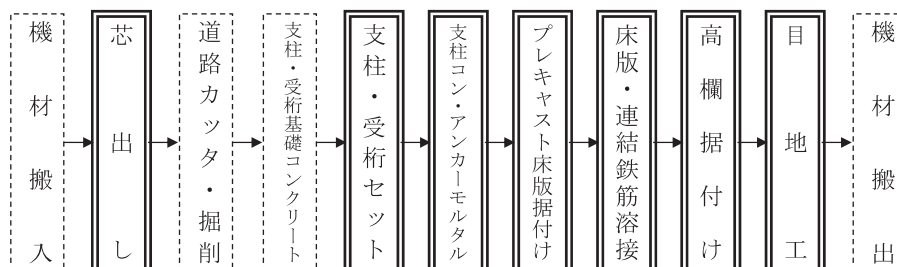 機材搬入
芯出し
道路カッタ・掘削
支柱・受桁基礎コンクリート
支柱・受桁セット
支柱コン・アンカーモルタル
プレキャスト床版据付け
床版・連結鉄筋溶接
高欄据付け
目地工
機材搬出